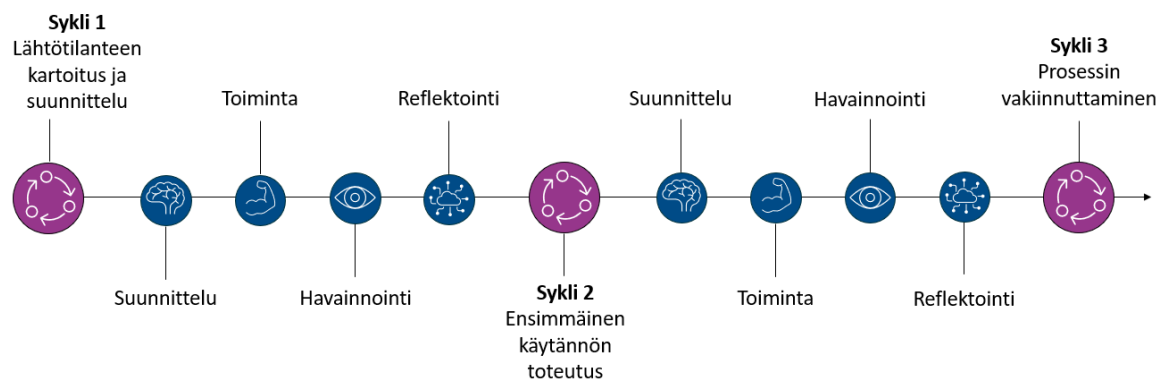 Sykli 1
Lähtötilanteen
kartoitus ja
suunnittelu
Suunnittelu
Toiminta
Havainnointi
Reflektointi
Sykli 2
Ensimmäinen
käytännön
toteutus
Suunnittelu
Toiminta
Havainnointi
Reflektointi
Sykli 3
Prosessin
vakiinnuttaminen